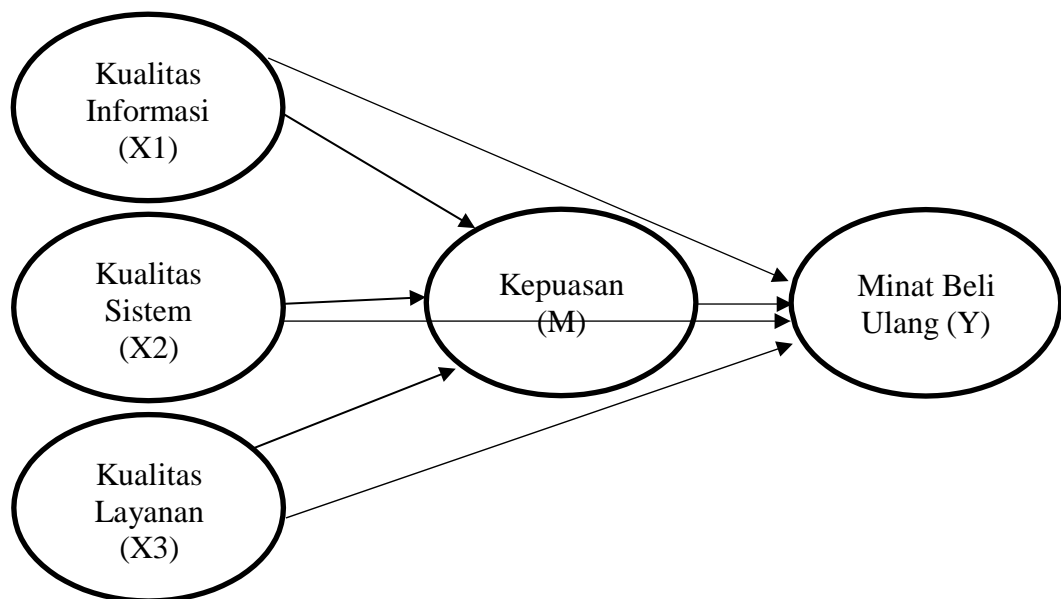 Kualitas
Informasi
(X1)
Kualitas
Sistem
(X2)
Kualitas
Layanan
(X3)
Kepuasan
(M)
Minat Beli
Ulang (Y)